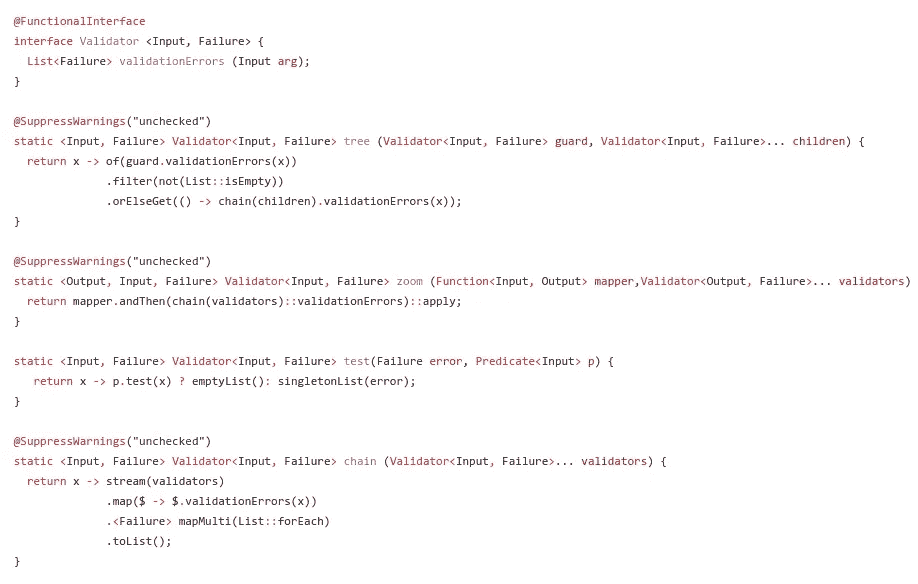 @FunctionalInterface
interface Validator <Input, Failure> {
  List<Failure> validationErrors (Input arg);
}

@SuppressWarnings("unchecked")
static <Input, Failure> Validator<Input, Failure> tree (Validator<Input, Failure> guard, Validator<Input, Failure>... children) {
  return x -> of(guard.validationErrors(x))
              .filter(not(List::isEmpty))
              .orElseGet(() -> chain(children).validationErrors(x));
}

@SuppressWarnings("unchecked")
static <Output, Input, Failure> Validator<Input, Failure> zoom (Function<Input, Output> mapper,Validator<Output, Failure>... validators)
  return mapper.andThen(chain(validators)::validationErrors)::apply;
}

static <Input, Failure> Validator<Input, Failure> test(Failure error, Predicate<Input> p) {
   return x -> p.test(x) ? emptyList(): singletonList(error);
}

@SuppressWarnings("unchecked")
static <Input, Failure> Validator<Input, Failure> chain (Validator<Input, Failure>... validators) {
  return x -> stream(validators)
              .map($ -> $.validationErrors(x))
              .<Failure> mapMulti(List::forEach)
              .toList();
}